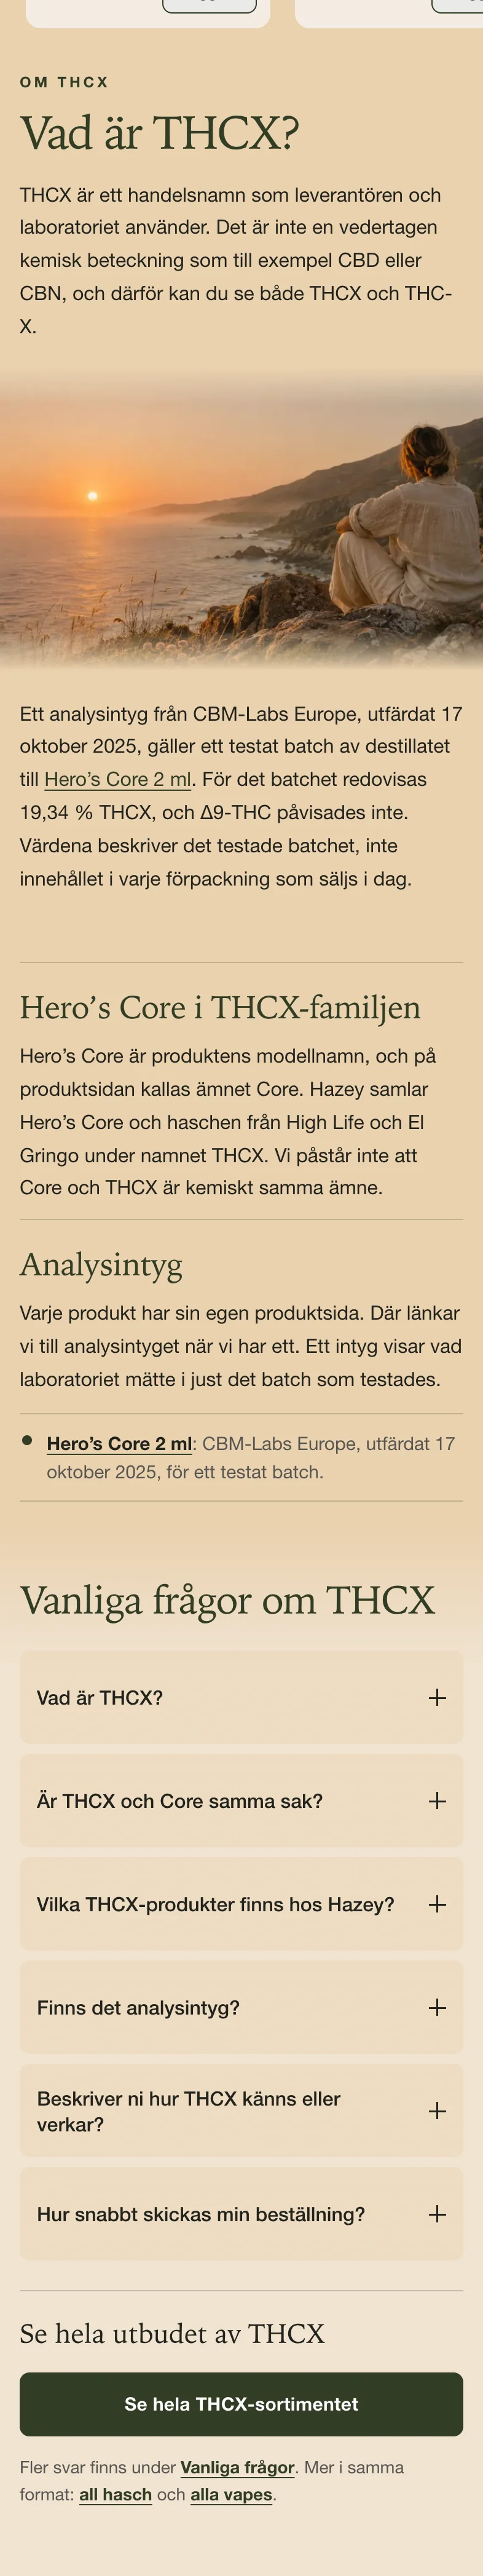 OM THCX
Vad är THCX?
THCX är ett handelsnamn som leverantören och
laboratoriet använder. Det är inte en vedertagen
kemisk beteckning som till exempel CBD eller
CBN, och därför kan du se både THCX och THC-
X.
Ett analysintyg från CBM-Labs Europe, utfärdat 17
oktober 2025, gäller ett testat batch av destillatet
till Hero’s Core 2 ml. För det batchet redovisas
19,34 % THCX, och Δ9-THC påvisades inte.
Värdena beskriver det testade batchet, inte
innehållet i varje förpackning som säljs i dag.
Hero’s Core i THCX-familjen
Hero’s Core är produktens modellnamn, och på
produktsidan kallas ämnet Core. Hazey samlar
Hero’s Core och haschen från High Life och El
Gringo under namnet THCX. Vi påstår inte att
Core och THCX är kemiskt samma ämne.
Analysintyg
Varje produkt har sin egen produktsida. Där länkar
vi till analysintyget när vi har ett. Ett intyg visar vad
laboratoriet mätte i just det batch som testades.
Hero’s Core 2 ml: CBM-Labs Europe, utfärdat 17
oktober 2025, för ett testat batch.
Vanliga frågor om THCX
Vad är THCX?
Är THCX och Core samma sak?
Vilka THCX-produkter finns hos Hazey?
Finns det analysintyg?
Beskriver ni hur THCX känns eller
verkar?
Hur snabbt skickas min beställning?
Se hela utbudet av THCX
Se hela THCX-sortimentet
Fler svar finns under Vanliga frågor. Mer i samma
format: all hasch och alla vapes.